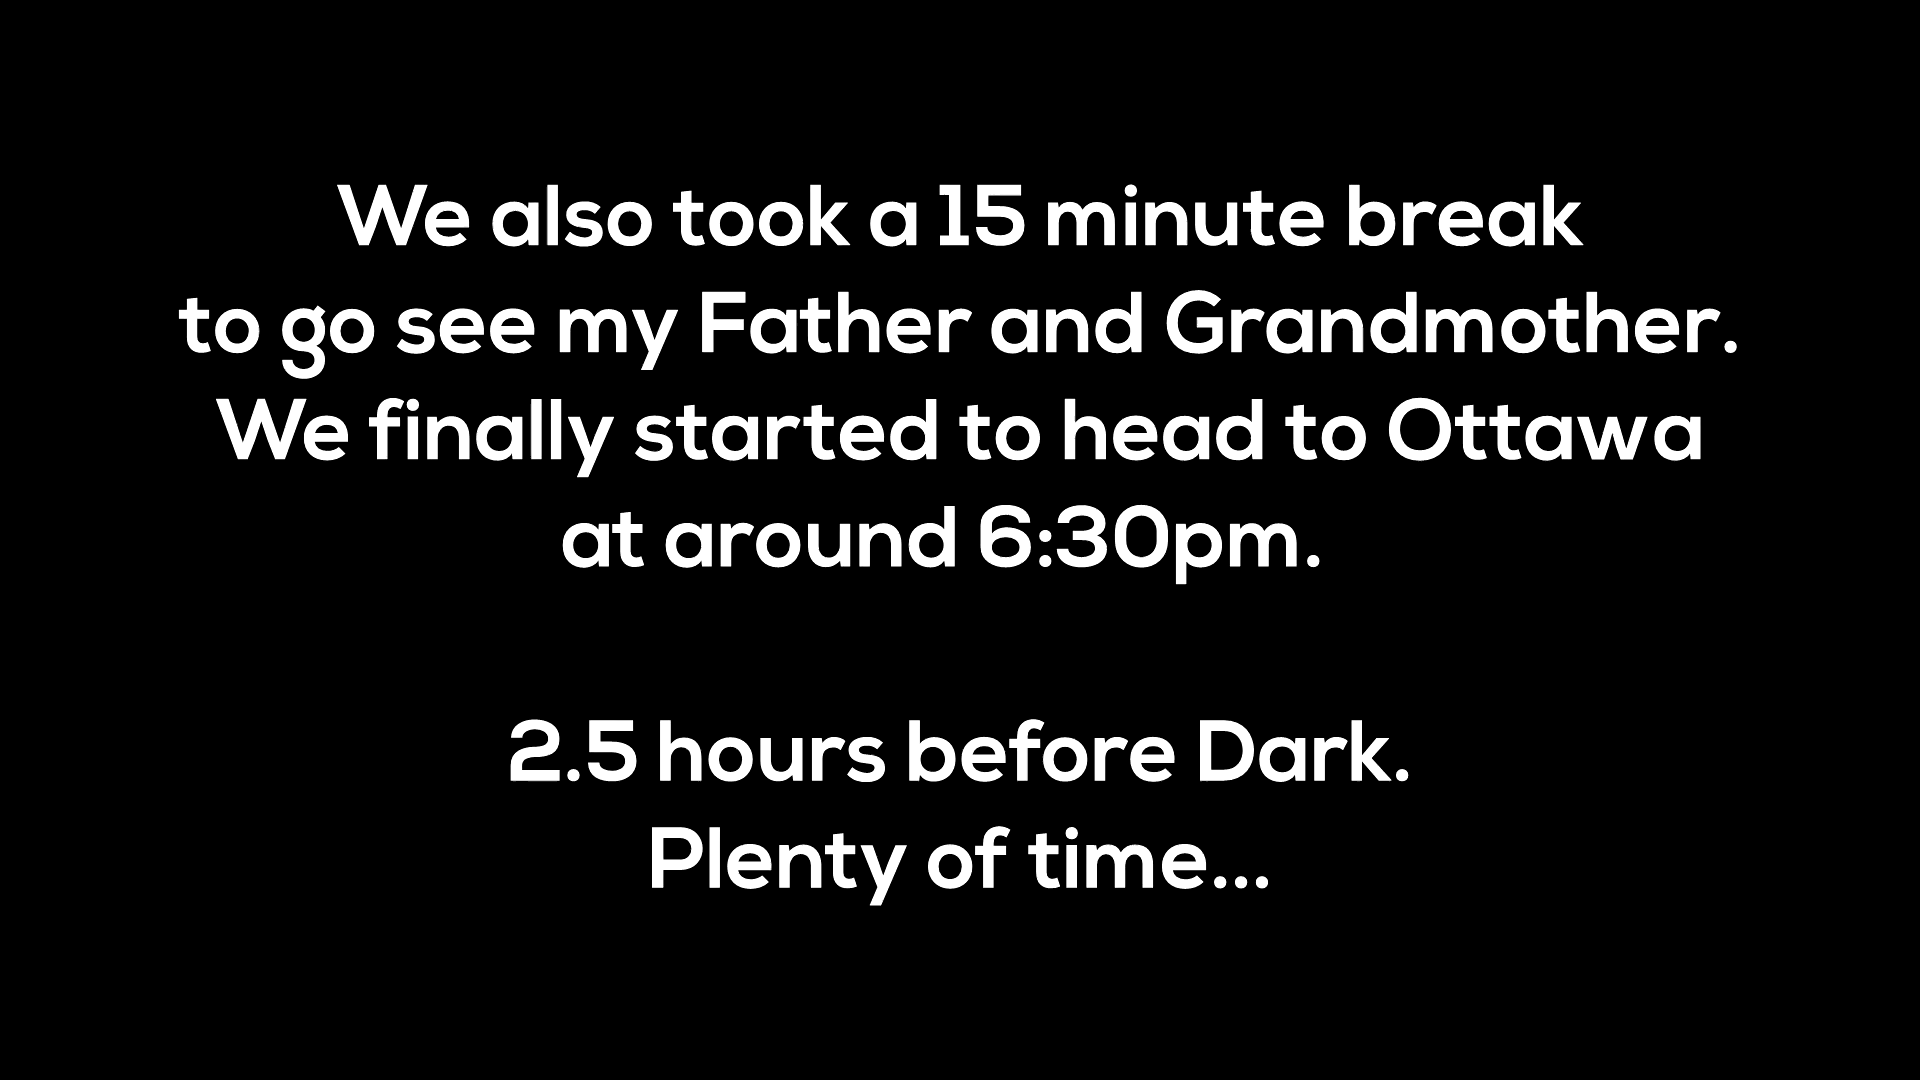 We also took a 15 minute break
to go see my Father and Grandmother.
We finally started to head to Ottawa
at around 6:30pm.
2.5 hours before Dark.
Plenty of time...